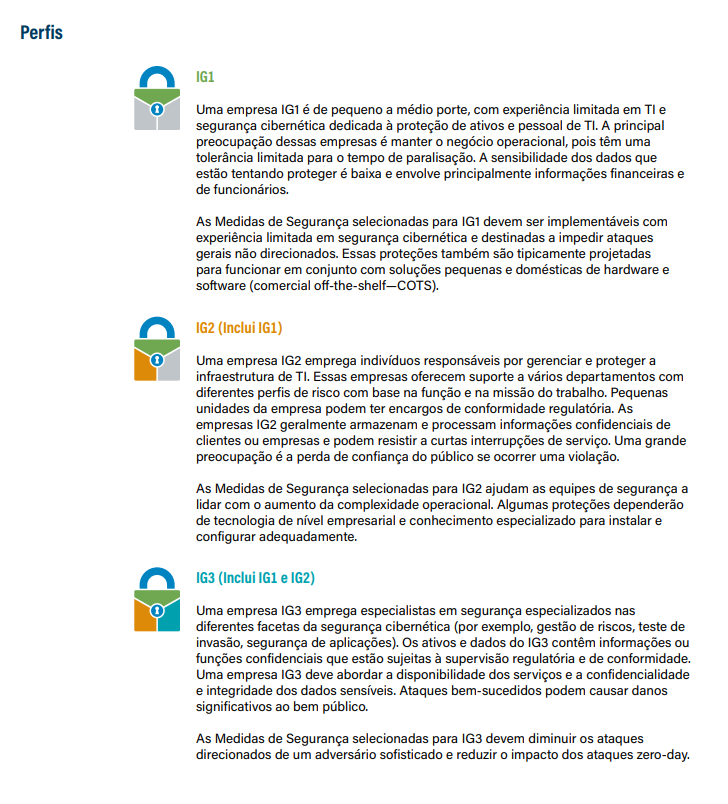 Perfis
IG1
Uma empresa IG1 é de pequeno a médio porte, com experiência limitada em TI e
segurança cibernética dedicada à proteção de ativos e pessoal de TI. A principal
preocupação dessas empresas é manter o negócio operacional, pois têm uma
tolerância limitada para o tempo de paralisação. A sensibilidade dos dados que
estão tentando proteger é baixa e envolve principalmente informações financeiras e
de funcionários.
As Medidas de Segurança selecionadas para IG1 devem ser implementáveis com
experiência limitada em segurança cibernética e destinadas a impedir ataques
gerais não direcionados. Essas proteções também são tipicamente projetadas
para funcionar em conjunto com soluções pequenas e domésticas de hardware e
software (comercial off-the-shelf—COTS).
IG2 (Inclui IG1)
Uma empresa IG2 emprega indivíduos responsáveis por gerenciar e proteger a
infraestrutura de TI. Essas empresas oferecem suporte a vários departamentos com
diferentes perfis de risco com base na função e na missão do trabalho. Pequenas
unidades da empresa podem ter encargos de conformidade regulatória. As
empresas IG2 geralmente armazenam e processam informações confidenciais de
clientes ou empresas e podem resistir a curtas interrupções de serviço. Uma grande
preocupação é a perda de confiança do público se ocorrer uma violação.
As Medidas de Segurança selecionadas para IG2 ajudam as equipes de segurança a
lidar com o aumento da complexidade operacional. Algumas proteções dependerão
de tecnologia de nível empresarial e conhecimento especializado para instalar e
configurar adequadamente.
IG3 (Inclui IG1 e IG2)
Uma empresa IG3 emprega especialistas em segurança especializados nas
diferentes facetas da segurança cibernética (por exemplo, gestão de riscos, teste de
invasão, segurança de aplicações). Os ativos e dados do IG3 contêm informações ou
funções confidenciais que estão sujeitas à supervisão regulatória e de conformidade.
Uma empresa IG3 deve abordar a disponibilidade dos serviços e a confidencialidade
e integridade dos dados sensíveis. Ataques bem-sucedidos podem causar danos
significativos ao bem público.
As Medidas de Segurança selecionadas para IG3 devem diminuir os ataques
direcionados de um adversário sofisticado e reduzir o impacto dos ataques zero-day.